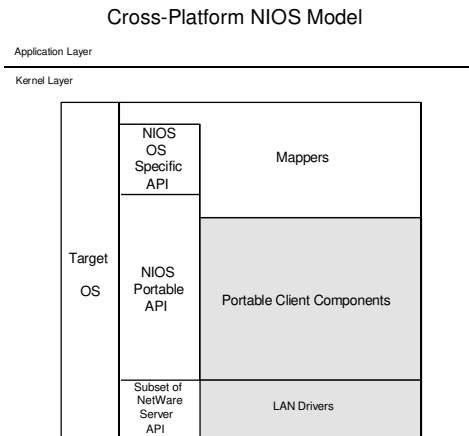 Cross-Platform NIOS Model
Application Layer
Kernel Layer
NIOS
OS
Specific
API
Mappers
Target
OS
NIOS
Portable
API
Portable Client Components
Subset of
NetWare
Server
API
LAN Drivers